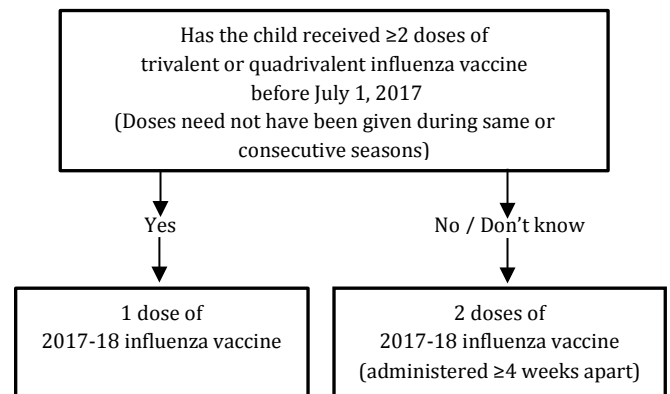 Has the child received ≥2 doses of
trivalent or quadrivalent influenza vaccine
before July 1, 2017
(Doses need not have been given during same or
consecutive seasons)
Yes
No / Don’t know
1 dose of
2017-18 influenza vaccine
2 doses of
2017-18 influenza vaccine
(administered ≥4 weeks apart)